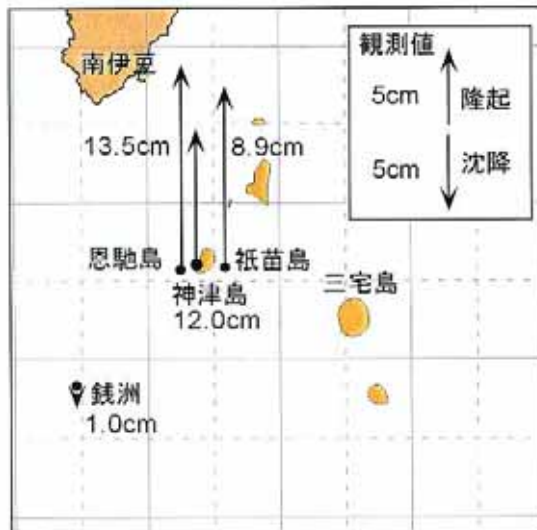 南伊豆
観測値
5cm
隆起
5cm
沈降
13.5cm
8.9cm
恩馳島
祇苗島
神津島
12.0cm
三宅島
銭洲
1.0cm